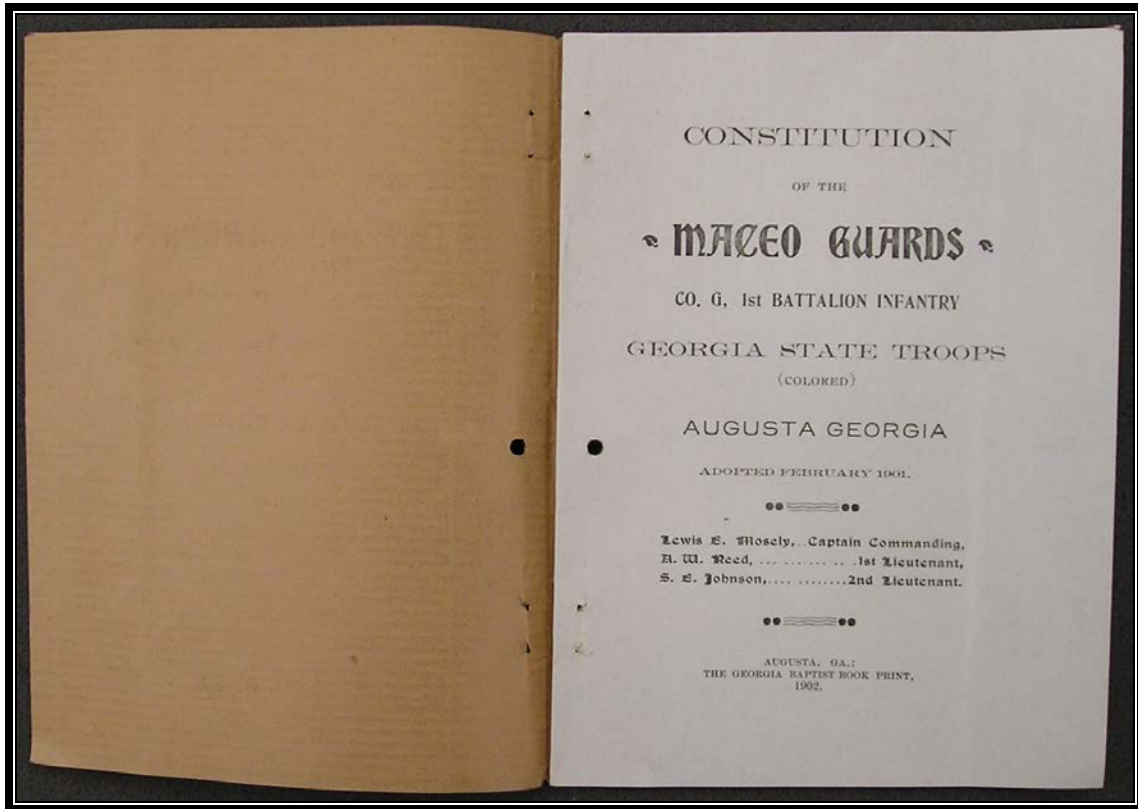 CONSTITUTION
OF THE
MACEO GUARDS
CO. G, 1st BATTALION INFANTRY
GEORGIA STATE TROOPS
(COLORED)
AUGUSTA GEORGIA
ADOPTED FEBRUARY 1901.
Lewis E. Mosely,..Captain Commanding,
A. W. Reed, ... ... ... .. .1st Lieutenant,
S. E. Johnson,.... ........2nd Lieutenant.
AUGUSTA, GA.:
THE GEORGIA BAPTIST BOOK PRINT,
1902.